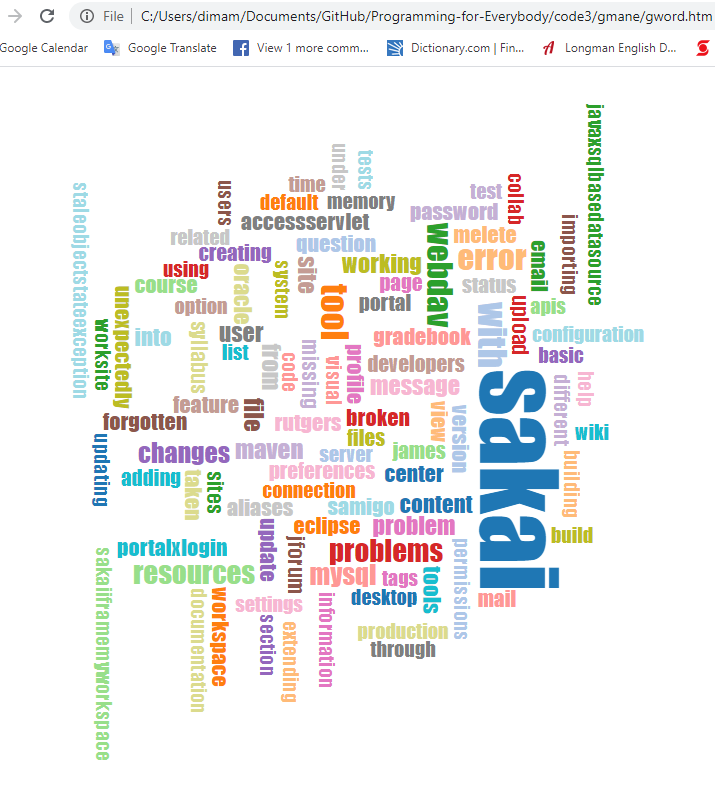 File C:/Users/dimam/Documents/GitHub/Programming-for-Everybody/code3/gmane/gword.htm
Google Calendar Google Translate View 1 more comm... Dictionary.com | Fin... Longman English D...
javaxsqlbasedatasource
under
tests
time
users
default
memory
test
collab
password
staleobjectstateexception
accessservlet
related
question
creating
webdav
melete
error
email
importing
using
system
site
working
course
oracle
page
status
unexpectedly
option
tool
portal
with
upload
apis
worksite
into
syllabus
user
list
from
code
missing
visual
profile
gradebook
configuration
basic
developers
message
sakai
different
help
feature
file
forgotten
rutgers
broken
view
version
files
wiki
updating
changes
maven
server
james
preferences
center
building
adding
taken
sites
connection
aliases
samigo
content
update
eclipse
problem
build
portalxlogin
jforum
problems
permissions
sakaiiframemyworkspace
resources
mysql
tags
tools
desktop
mail
documentation
workspace
settings
section
extending
information
production
through